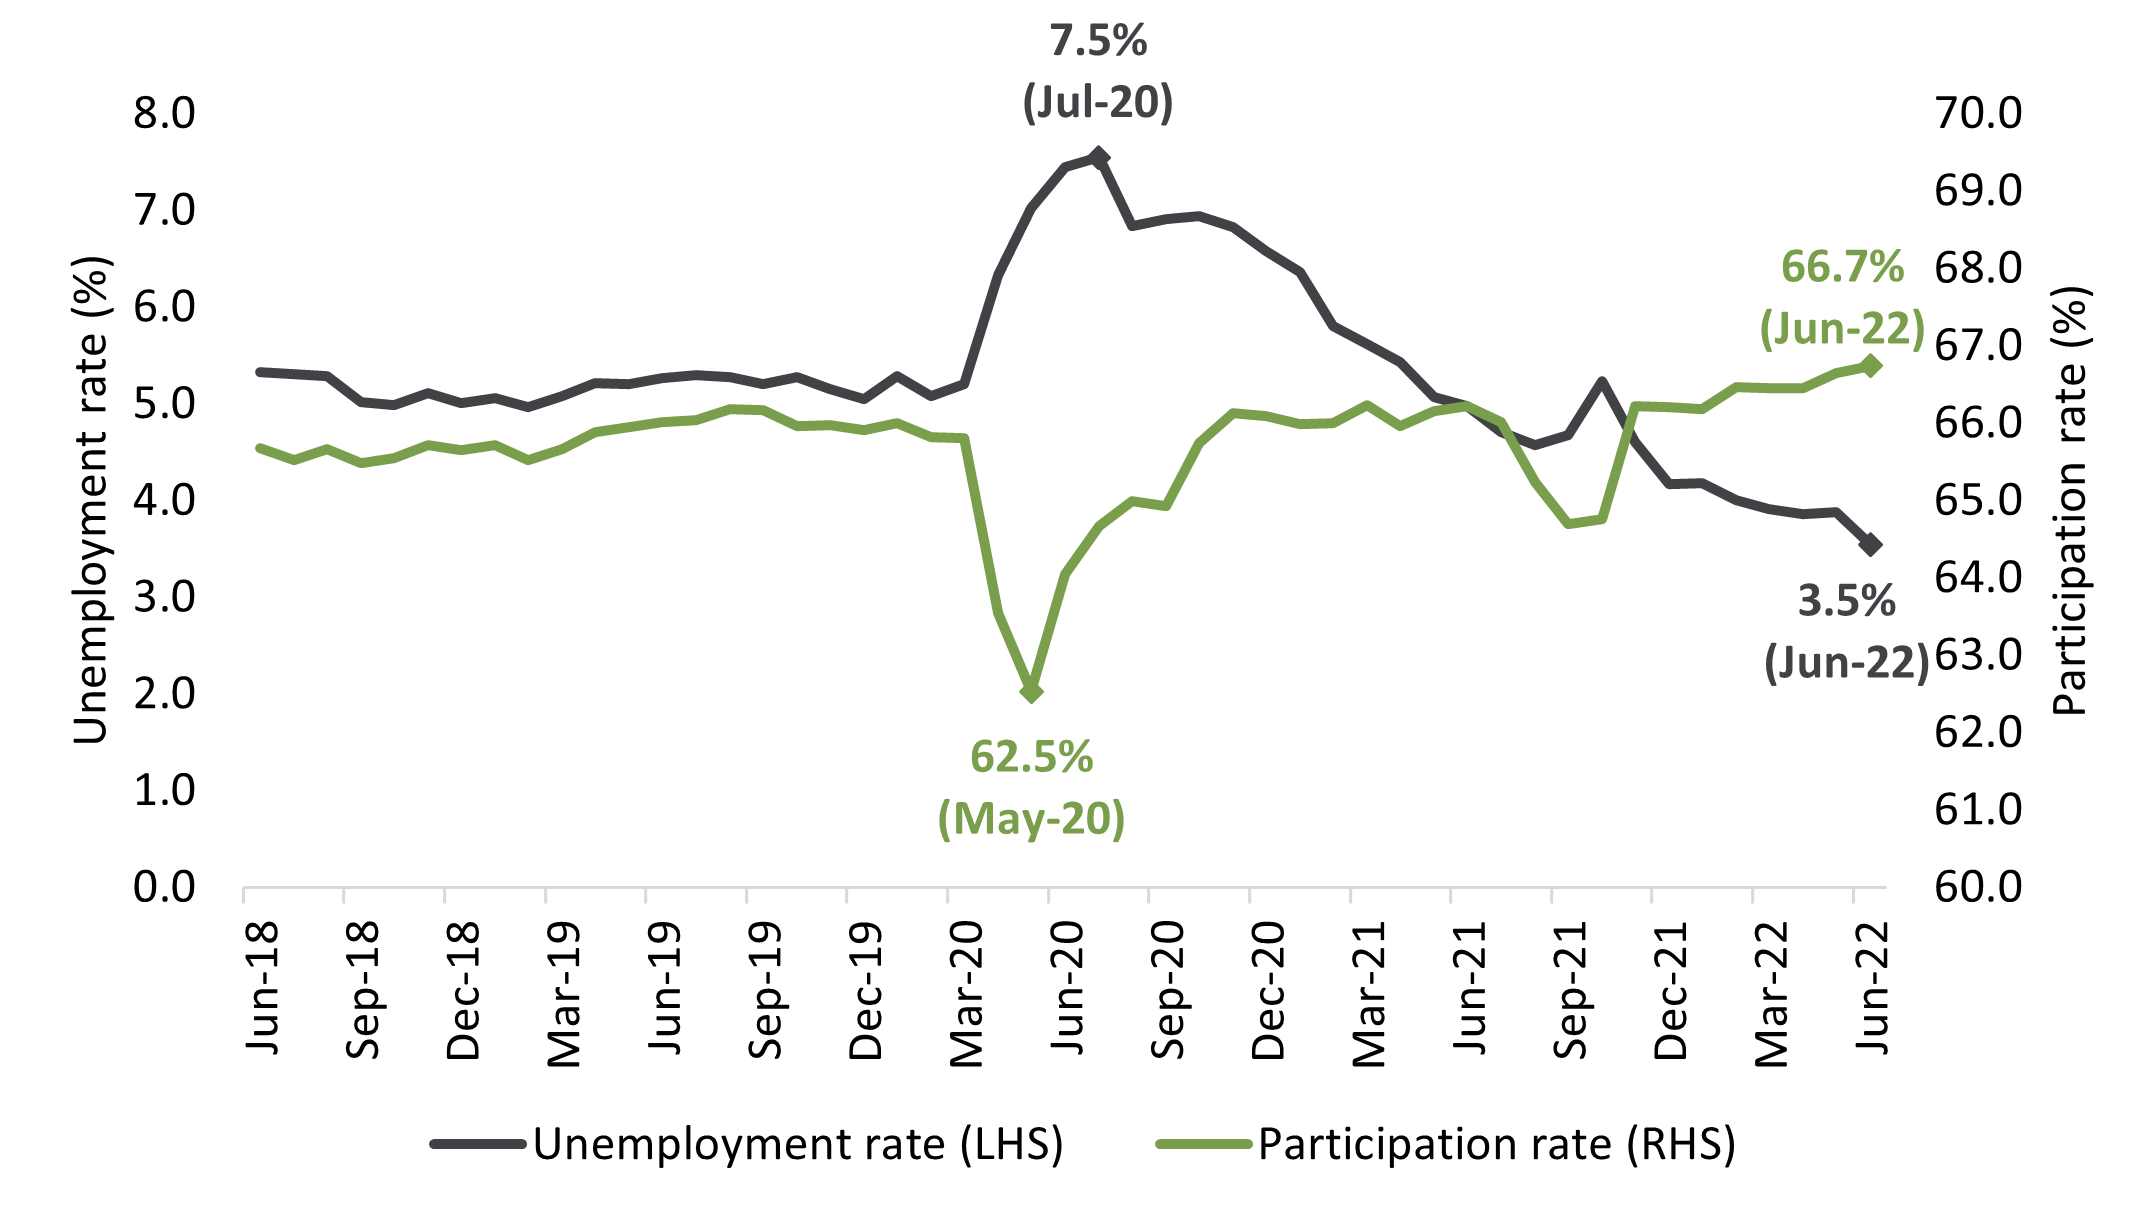 7.5%
(Jul-20)
8.0
7.0
6.0
5.0
4.0
3.0
2.0
1.0
0.0
Unemployment rate (%)
70.0
69.0
68.0
67.0
66.0
65.0
64.0
63.0
62.0
61.0
60.0
Participation rate (%)
66.7%
(Jun-22)
3.5%
(Jun-22)
62.5%
(May-20)
Jun-18
Sep-18
Dec-18
Mar-19
Jun-19
Sep-19
Dec-19
Mar-20
Jun-20
Sep-20
Dec-20
Mar-21
Jun-21
Sep-21
Dec-21
Mar-22
Jun-22
Unemployment rate (LHS)
Participation rate (RHS)